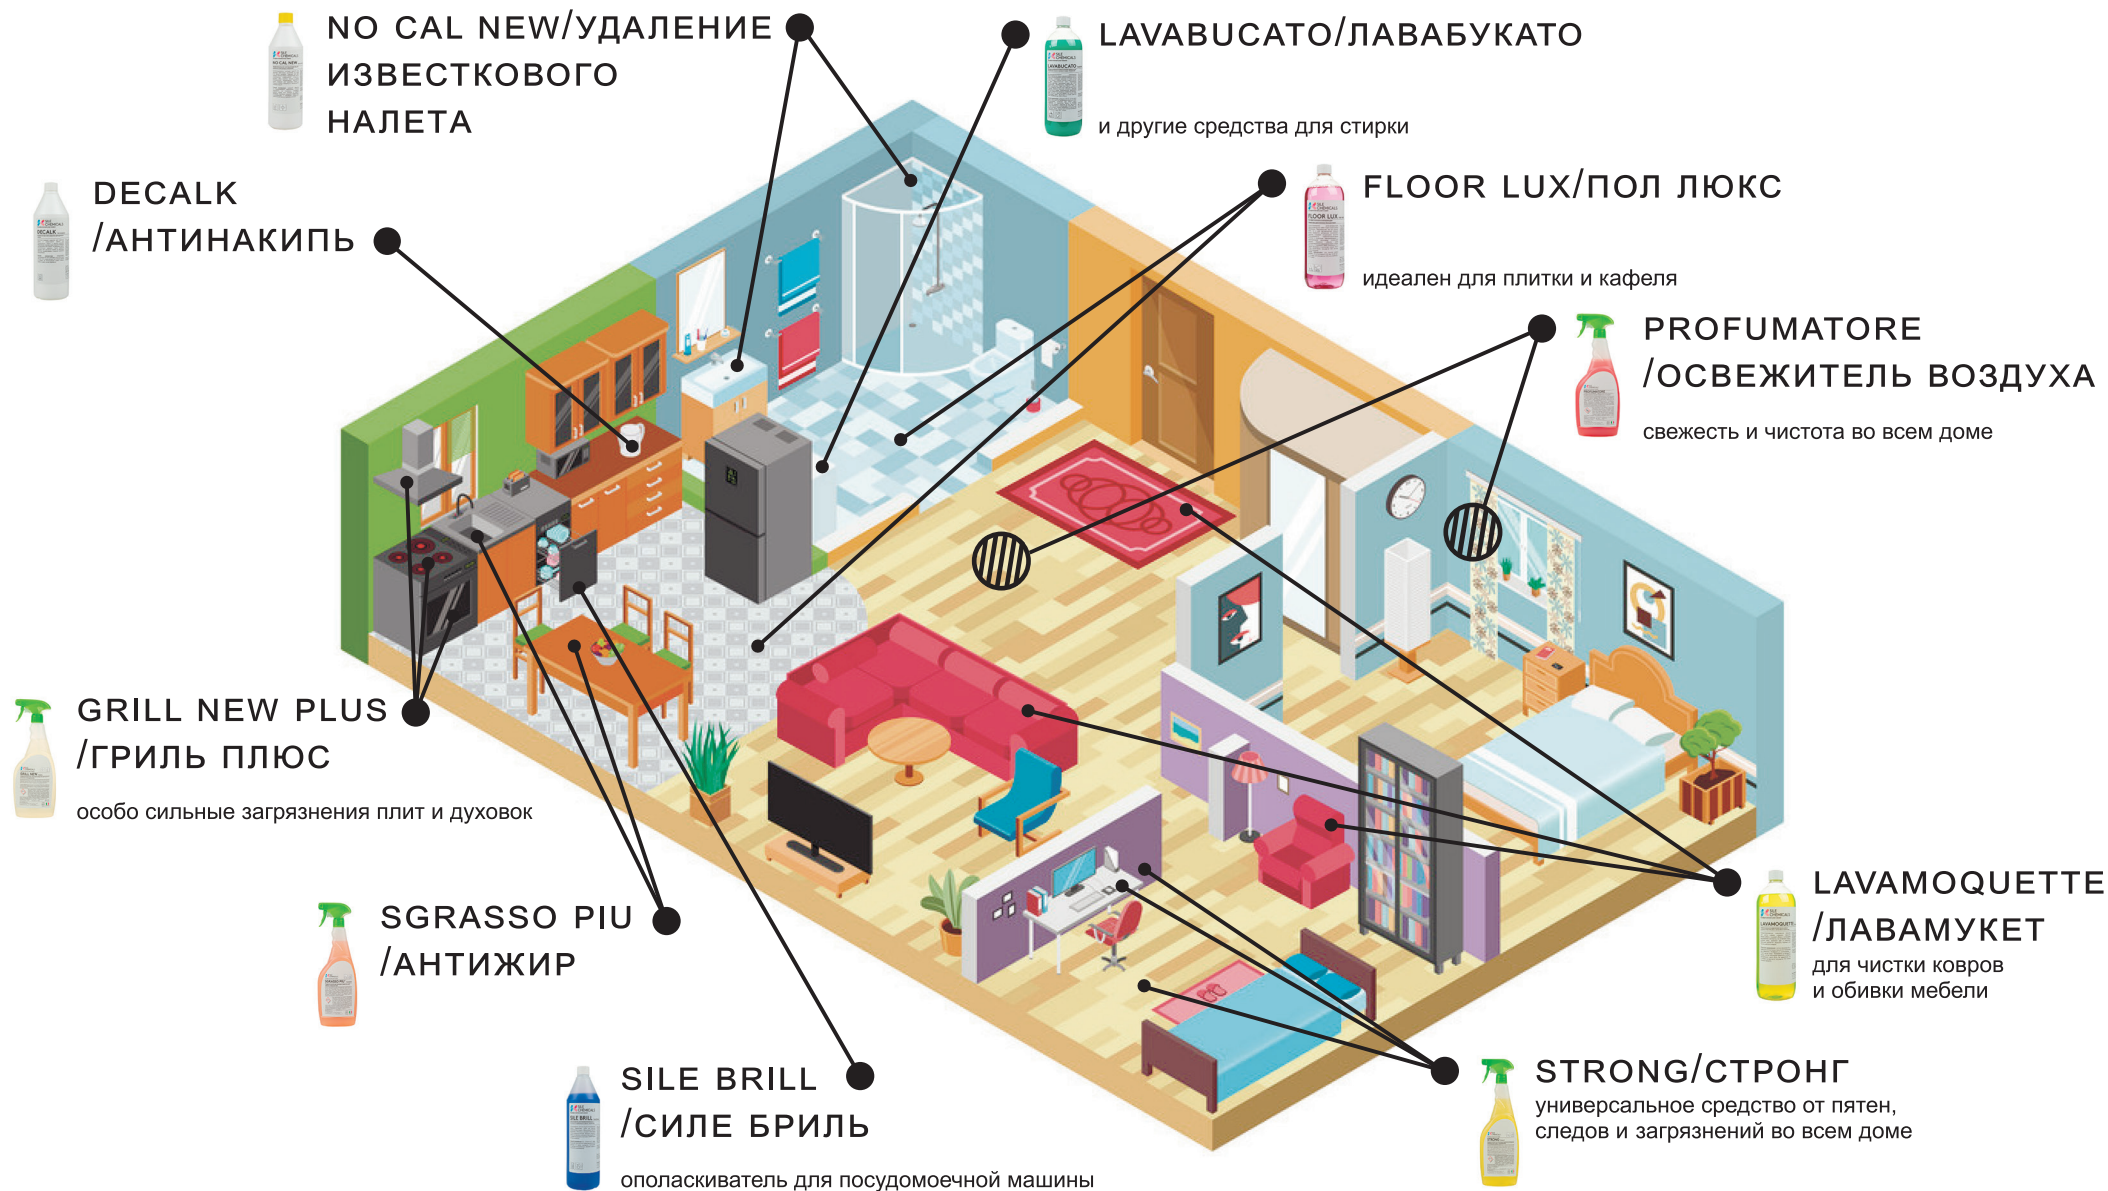 NO CAL NEW/УДАЛЕНИЕ
ИЗВЕСТКОВОГО
НАЛЕТА
LAVABUCATO/ЛАВАБУКАТО
и другие средства для стирки
DECALK
/АНТИНАКИПЬ
FLOOR LUX/ПОЛ ЛЮКС
идеален для плитки и кафеля
PROFUMATORE
/ОСВЕЖИТЕЛЬ ВОЗДУХА
свежесть и чистота во всем доме
GRILL NEW PLUS
/ГРИЛЬ ПЛЮС
особо сильные загрязнения плит и духовок
SGRASSO PIU
/АНТИЖИР
LAVAMOQUETTE
/ЛАВАМУКЕТ
для чистки ковров
и обивки мебели
SILE BRILL
/СИЛЕ БРИЛЬ
ополаскиватель для посудомоечной машины
STRONG/СТРОНГ
универсальное средство от пятен,
следов и загрязнений во всем доме